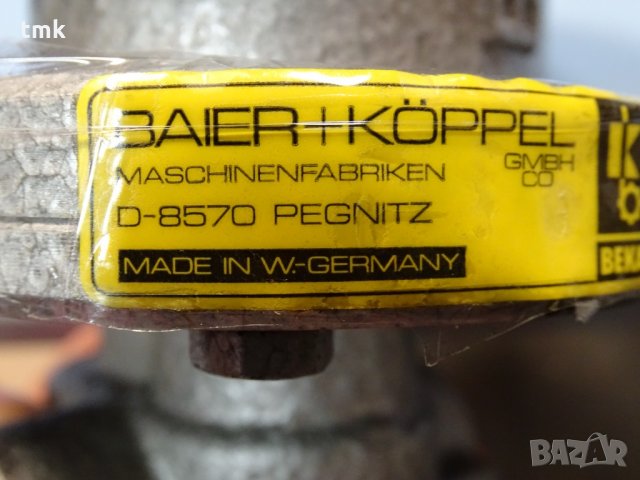 tmk
BAIER+KÖPPEL
GMBH
CO
MASCHINENFABRIKEN
D-8570 PEGNITZ
MADE IN W.-GERMANY
BEKA
BAZAR